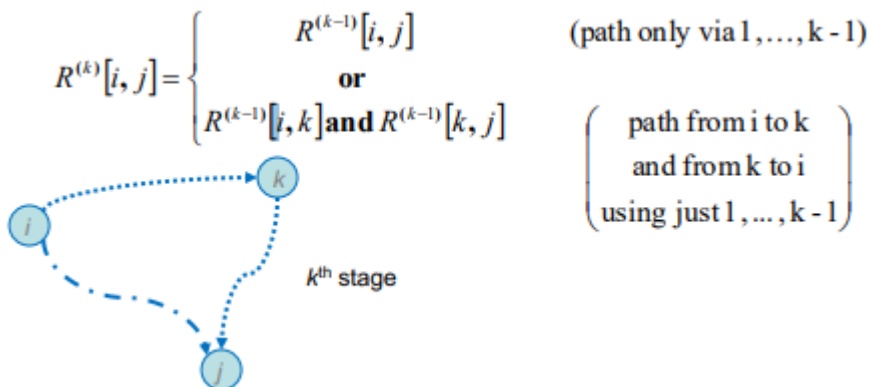 R^(k)[i, j] = { R^(k-1)[i, j] (path only via 1 ,…, k - 1)
or
R^(k-1)[i, k] and R^(k-1)[k, j]
( path from i to k
and from k to i
using just 1 , ... , k - 1 )
k
i
k^th stage
j